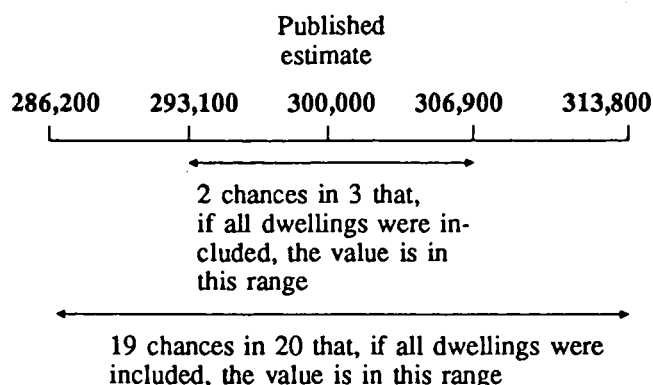 Published
estimate
286,200 293,100 300,000 306,900 313,800
2 chances in 3 that,
if all dwellings were in-
cluded, the value is in
this range
19 chances in 20 that, if all dwellings were
included, the value is in this range